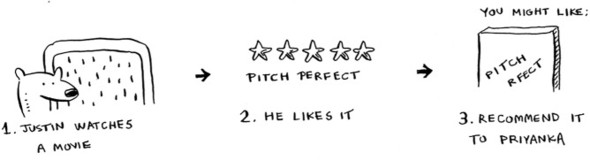 1. JUSTIN WATCHES
A MOVIE
PITCH PERFECT
2. HE LIKES IT
YOU MIGHT LIKE:
PITCH
RFECT
3. RECOMMEND IT
TO PRIYANKA